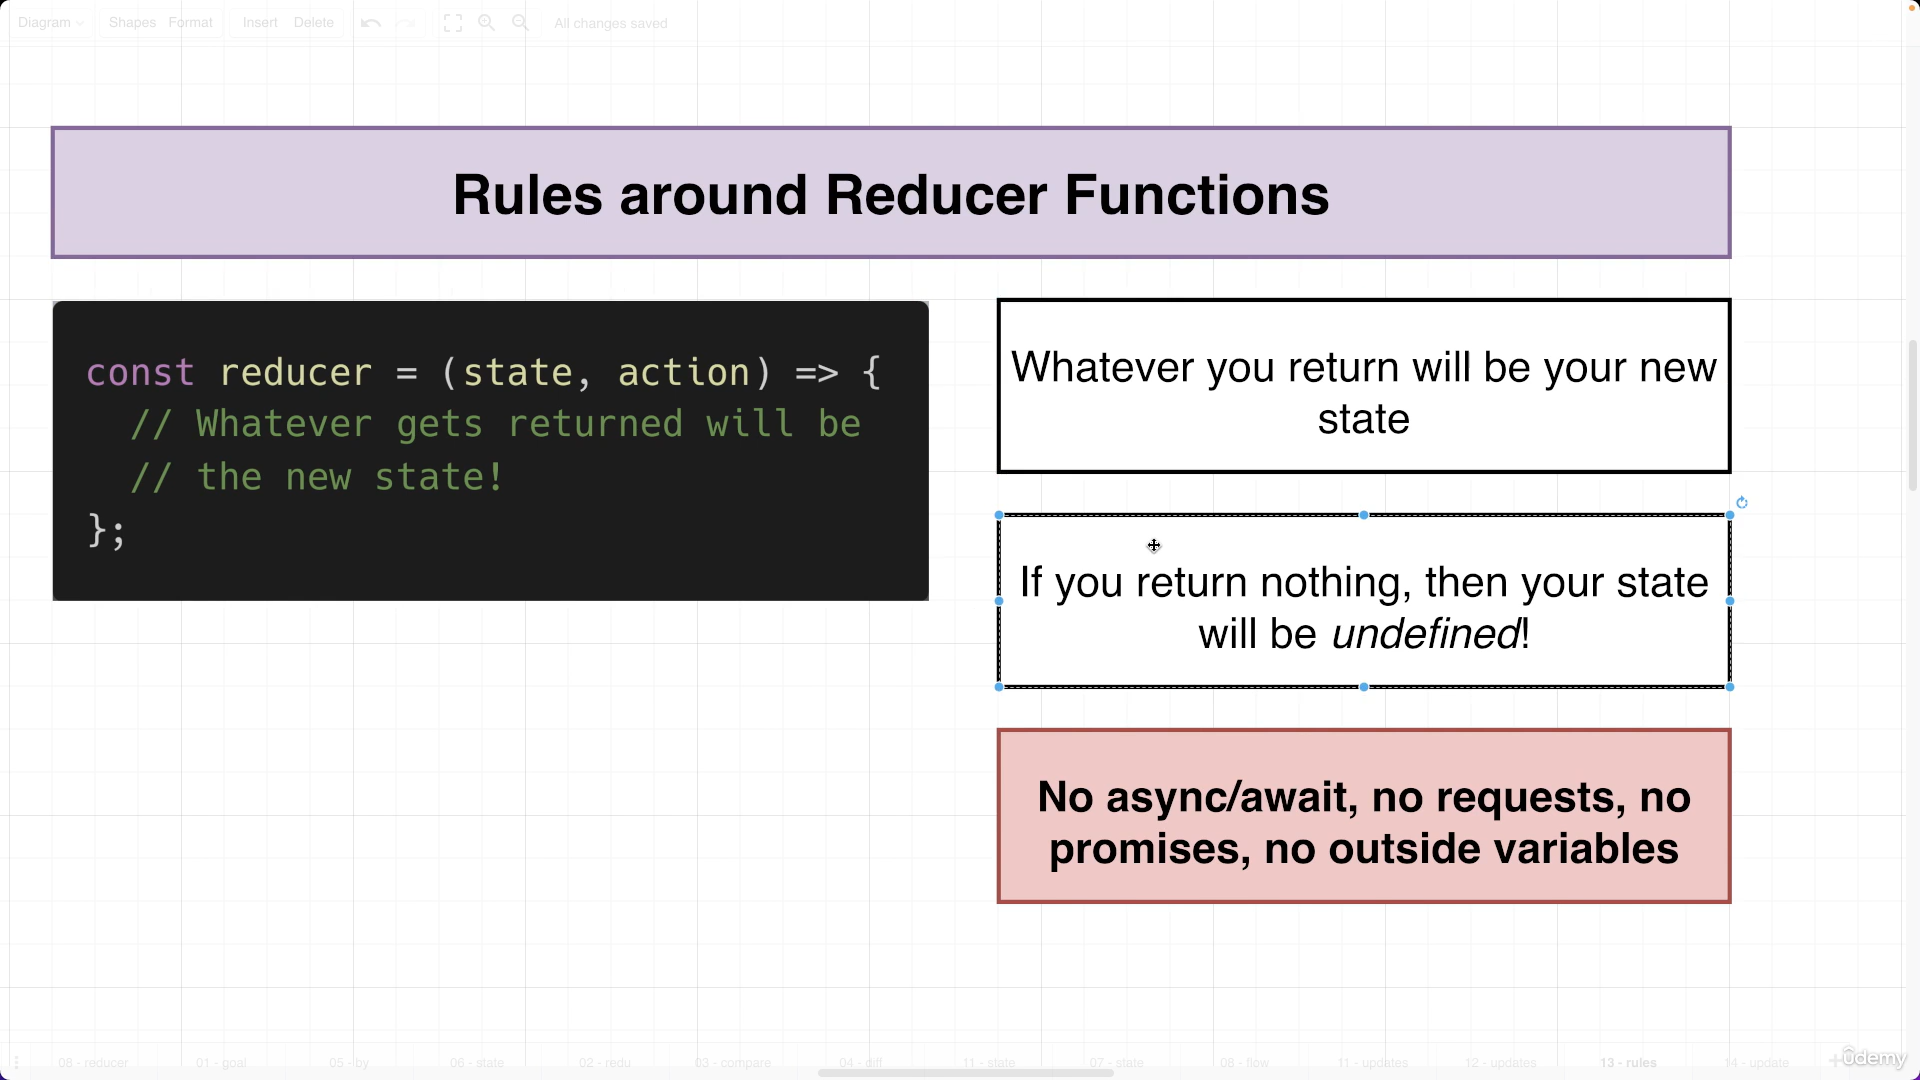 Diagram
Shapes
Format
Insert
Delete
All changes saved
Rules around Reducer Functions
const reducer = (state, action) => {
// Whatever gets returned will be
// the new state!
};
Whatever you return will be your new
state
If you return nothing, then your state
will be undefined!
No async/await, no requests, no
promises, no outside variables
08 - reducer
01 - goal
05 - by
06 - state
02 - redu
03 - compare
04 - diff
11 - state
07 - state
08 - flow
11 - updates
12 - updates
13 - rules
14 - update
ûdemy